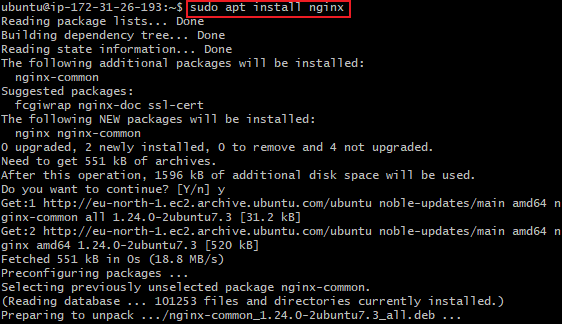 ubuntu@ip-172-31-26-193:~$ sudo apt install nginx
Reading package lists... Done
Building dependency tree... Done
Reading state information... Done
The following additional packages will be installed:
  nginx-common
Suggested packages:
  fcgiwrap nginx-doc ssl-cert
The following NEW packages will be installed:
  nginx nginx-common
0 upgraded, 2 newly installed, 0 to remove and 4 not upgraded.
Need to get 551 kB of archives.
After this operation, 1596 kB of additional disk space will be used.
Do you want to continue? [Y/n] y
Get:1 http://eu-north-1.ec2.archive.ubuntu.com/ubuntu noble-updates/main amd64 n
ginx-common all 1.24.0-2ubuntu7.3 [31.2 kB]
Get:2 http://eu-north-1.ec2.archive.ubuntu.com/ubuntu noble-updates/main amd64 n
ginx amd64 1.24.0-2ubuntu7.3 [520 kB]
Fetched 551 kB in 0s (18.8 MB/s)
Preconfiguring packages ...
Selecting previously unselected package nginx-common.
(Reading database ... 101253 files and directories currently installed.)
Preparing to unpack .../nginx-common_1.24.0-2ubuntu7.3_all.deb ...